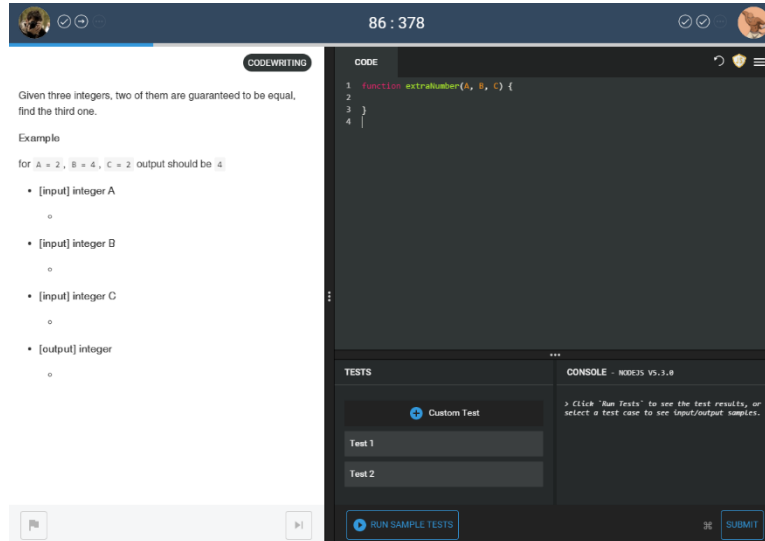 86 : 378
CODEWRITING
Given three integers, two of them are guaranteed to be equal,
find the third one.
Example
for A = 2 , B = 4 , C = 2 output should be 4
• [input] integer A
• [input] integer B
• [input] integer C
• [output] integer
CODE
1 function extraNumber(A, B, C) {
2
3 }
4
TESTS
Custom Test
Test 1
Test 2
RUN SAMPLE TESTS
CONSOLE - NODEJS V5.3.0
> Click `Run Tests` to see the test results, or
select a test case to see input/output samples.
SUBMIT